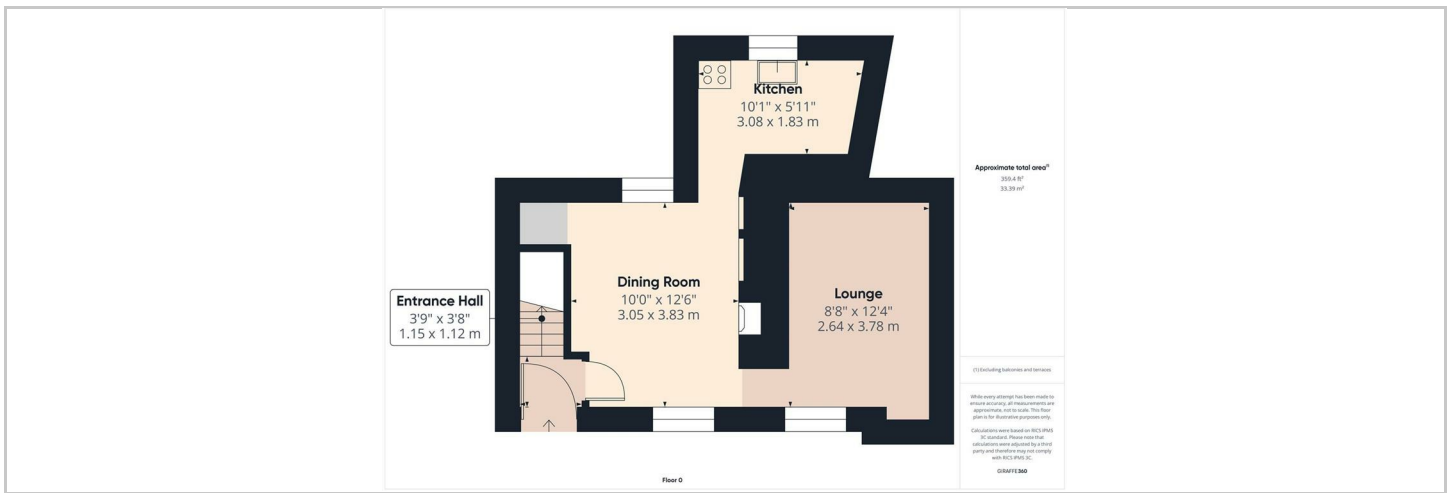 Kitchen
10'1" x 5'11"
3.08 x 1.83 m
Dining Room
10'0" x 12'6"
3.05 x 3.83 m
Lounge
8'8" x 12'4"
2.64 x 3.78 m
Entrance Hall
3'9" x 3'8"
1.15 x 1.12 m
Floor 0
Approximate total area⁽¹⁾
359.4 ft²
33.39 m²
(1) Excluding balconies and terraces
While every attempt has been made to
ensure accuracy, all measurements are
approximate, not to scale. This floor
plan is for illustrative purposes only.
Calculations were based on RICS IPMS
3C standard. Please note that
calculations were adjusted by a third
party and therefore may not comply
with RICS IPMS 3C.
GIRAFFE360